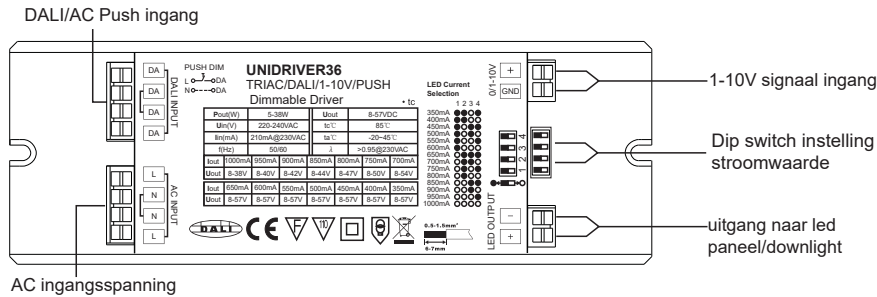 DALI/AC Push ingang
DA
DA
DA
DA
DALI INPUT
PUSH DIM
L DA
N DA
UNIDRIVER36
TRIAC/DALI/1-10V/PUSH
Dimmable Driver
• tc
Pout(W) 5-38W Uout 8-57VDC
Uin(V) 220-240VAC tc℃ 85℃
Iin(mA) 210mA@230VAC ta℃ -20~45℃
f(Hz) 50/60 λ >0.95@230VAC
Iout 1000mA 950mA 900mA 850mA 800mA 750mA 700mA
Uout 8-38V 8-40V 8-42V 8-44V 8-47V 8-50V 8-54V
Iout 650mA 600mA 550mA 500mA 450mA 400mA 350mA
Uout 8-57V 8-57V 8-57V 8-57V 8-57V 8-57V 8-57V
L
N
N
L
AC INPUT
DALI CE F 110
0.5-1.5mm²
6-7mm
LED Current
Selection
1 2 3 4
350mA
400mA
450mA
500mA
550mA
600mA
650mA
700mA
750mA
800mA
850mA
900mA
950mA
1000mA
0/1-10V
+
GND
1 2 3 4
LED OUTPUT
−
+
1-10V signaal ingang
Dip switch instelling
stroomwaarde
uitgang naar led
paneel/downlight
AC ingangsspanning